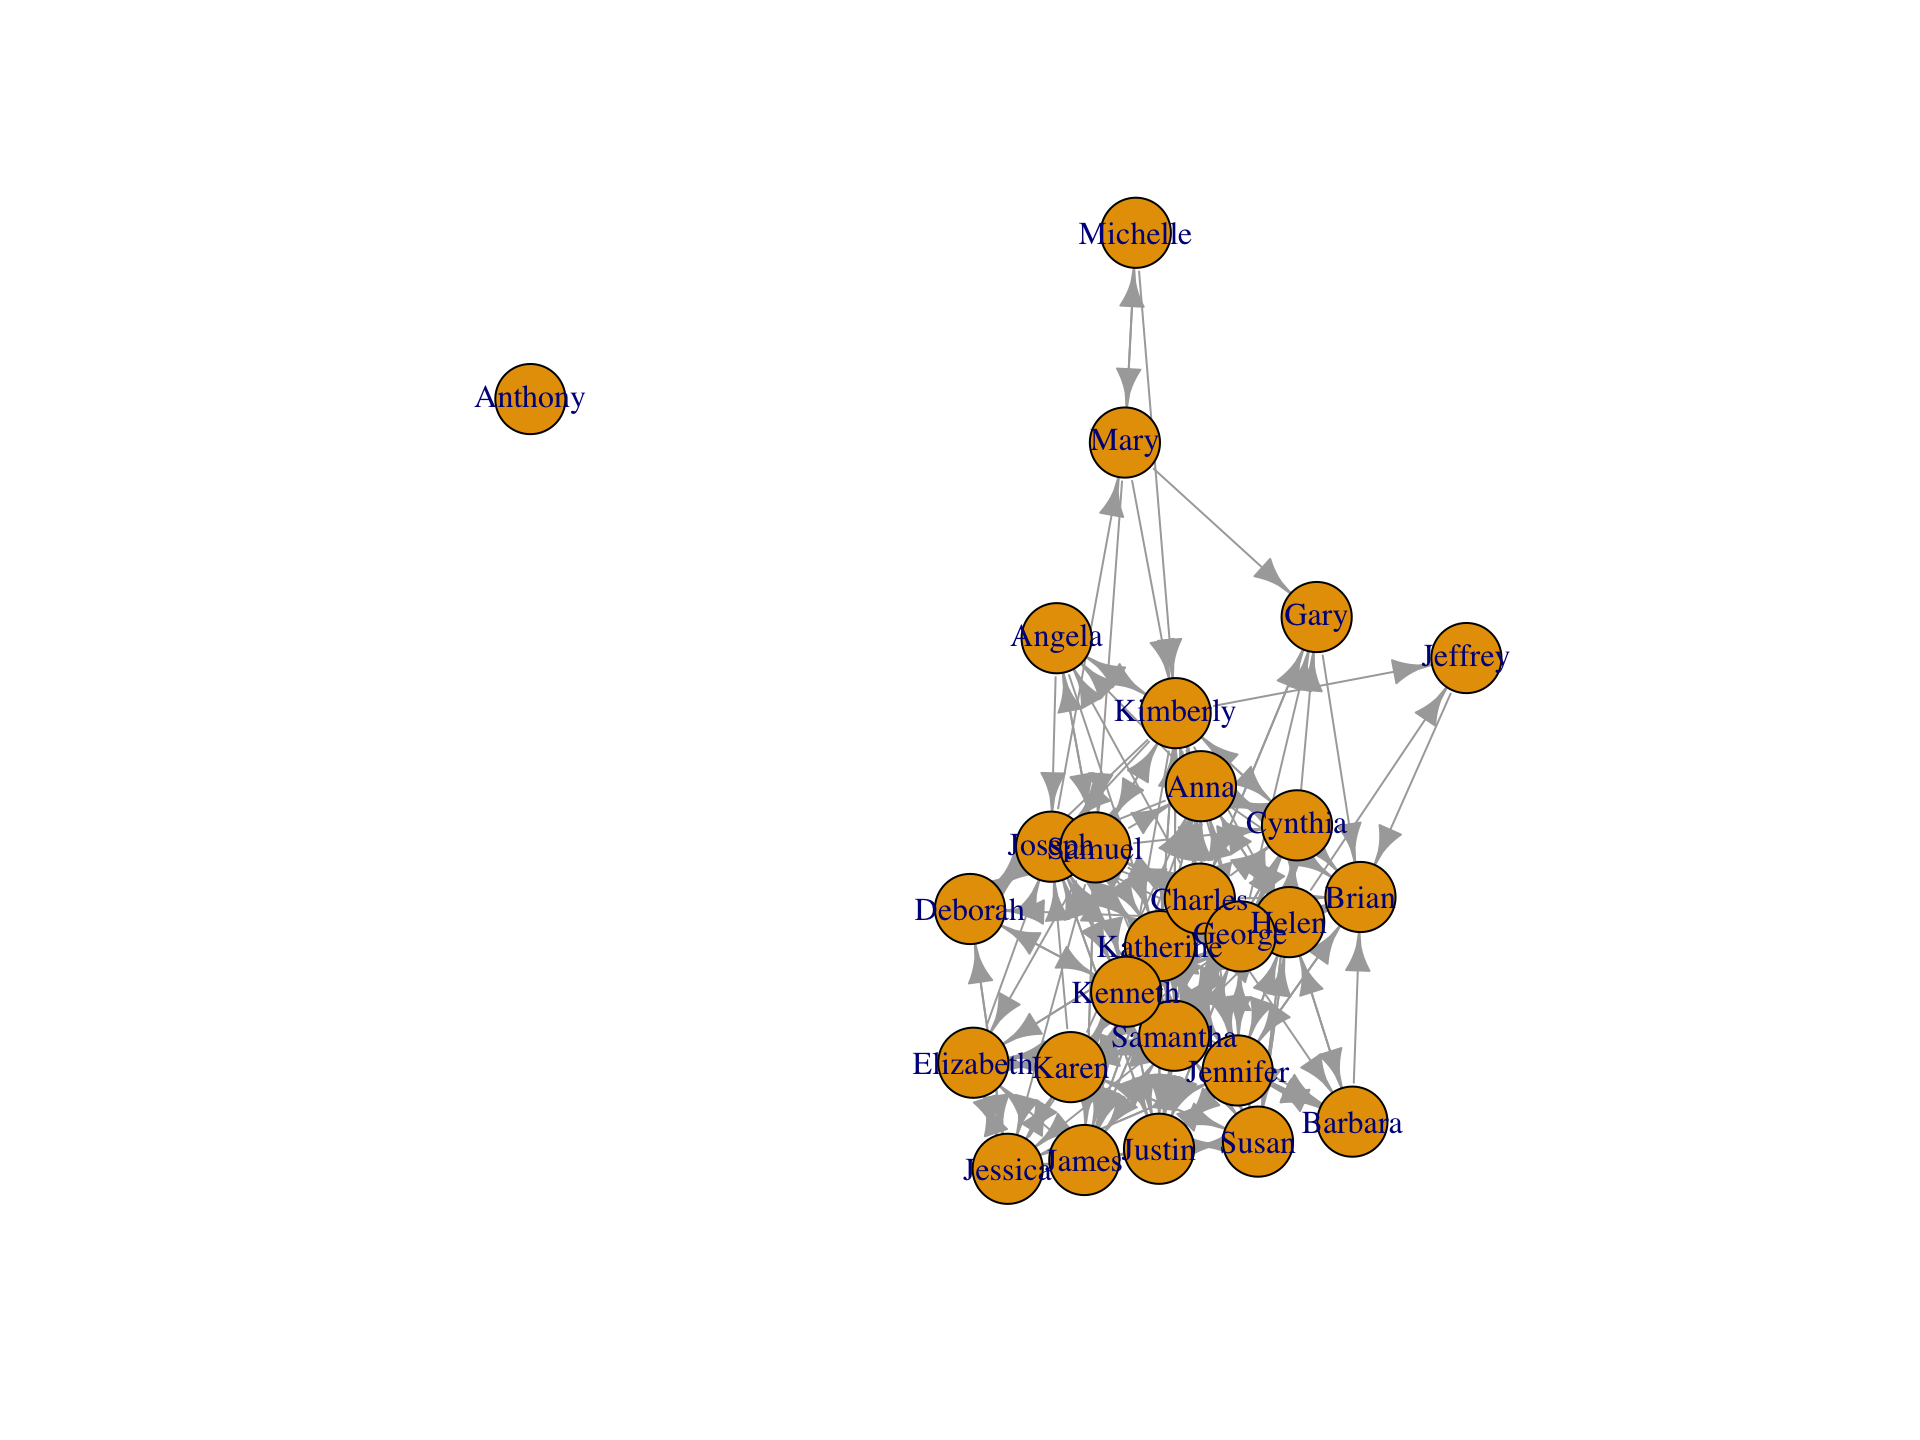 Michelle
Anthony
Mary
Gary
Angela
Jeffrey
Kimberly
Anna
Cynthia
Joseph
Samuel
Charles
Brian
Deborah
Helen
George
Katherine
Kenneth
Samantha
Elizabeth
Karen
Jennifer
Barbara
Susan
Justin
James
Jessica